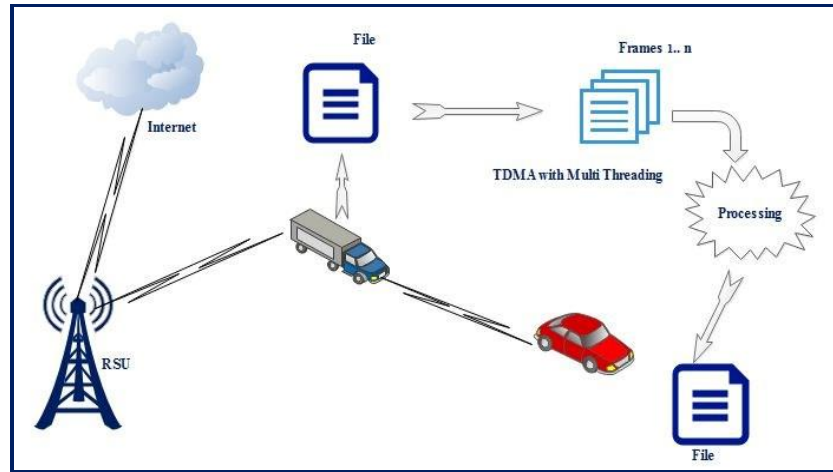 File
Frames 1.. n
Internet
TDMA with Multi Threading
Processing
RSU
File